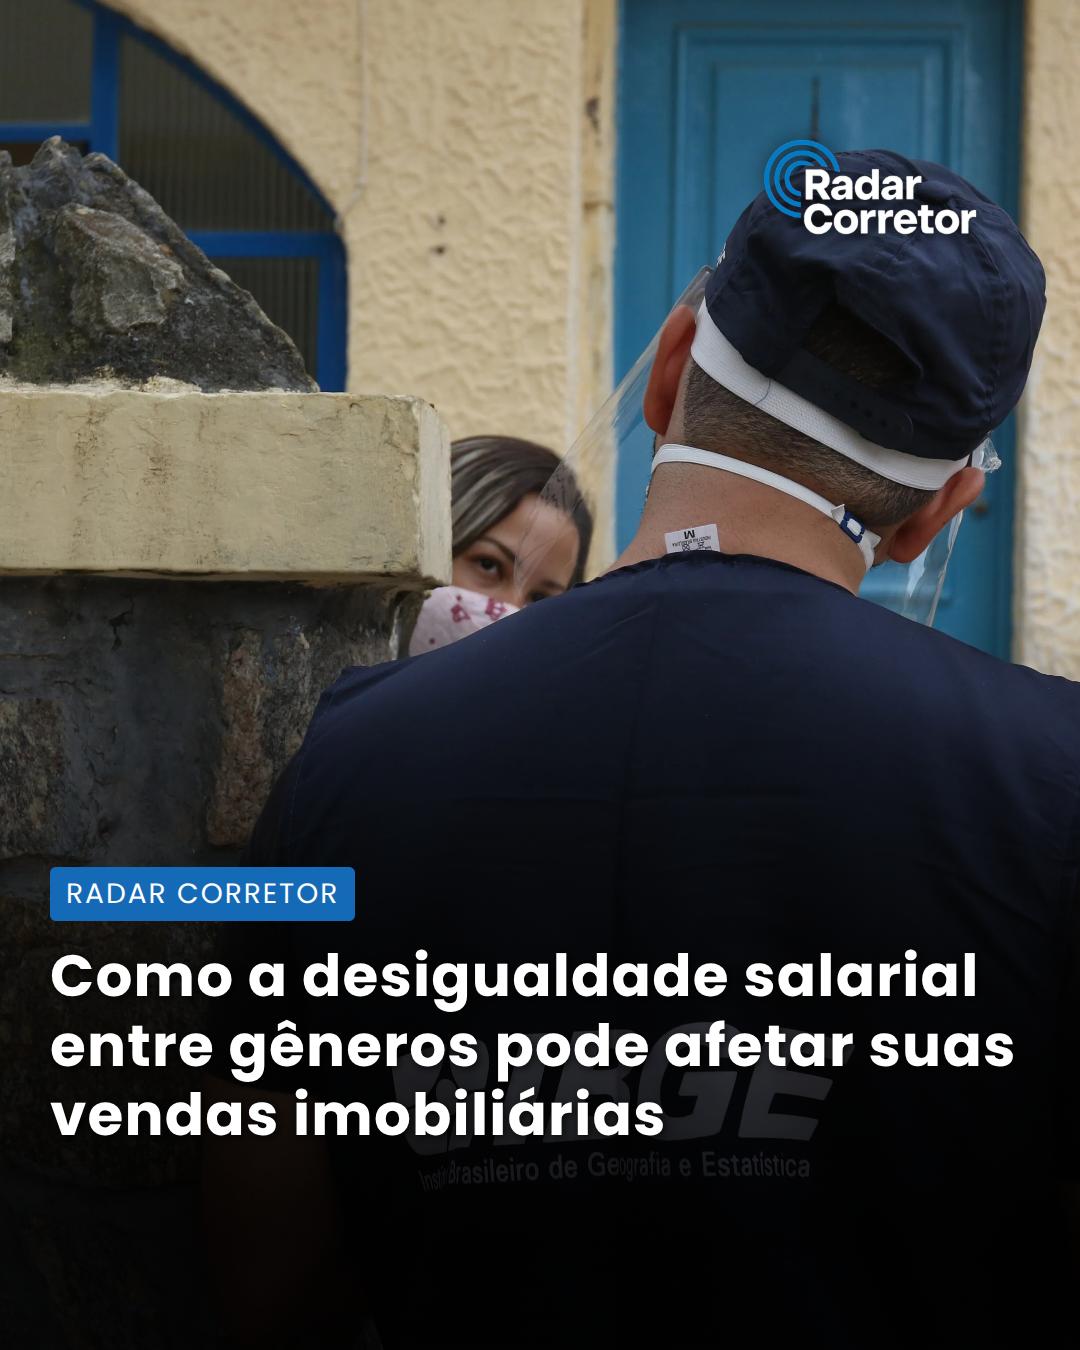 Radar
Corretor
RADAR CORRETOR
Como a desigualdade salarial
entre gêneros pode afetar suas
vendas imobiliárias
IBGE
Brasileiro de Geografia e Estatística
M